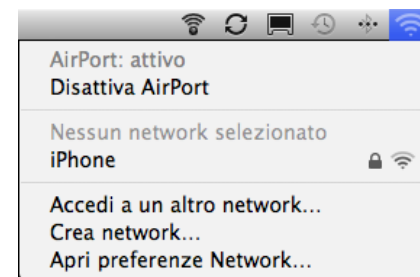 AirPort: attivo
Disattiva AirPort
Nessun network selezionato
iPhone
Accedi a un altro network...
Crea network...
Apri preferenze Network...